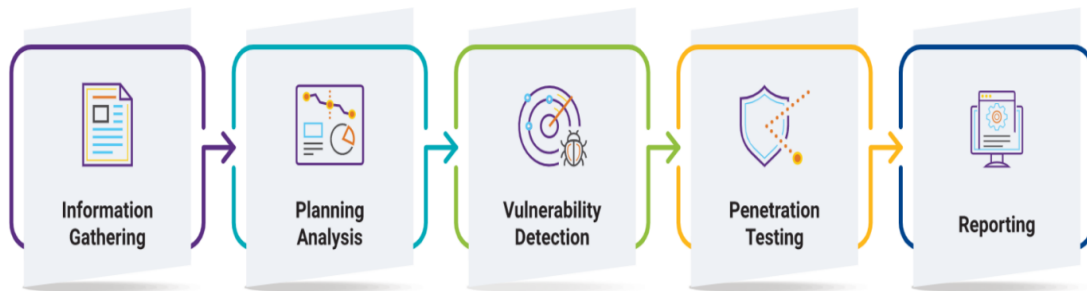 Information
Gathering
Planning
Analysis
Vulnerability
Detection
Penetration
Testing
Reporting